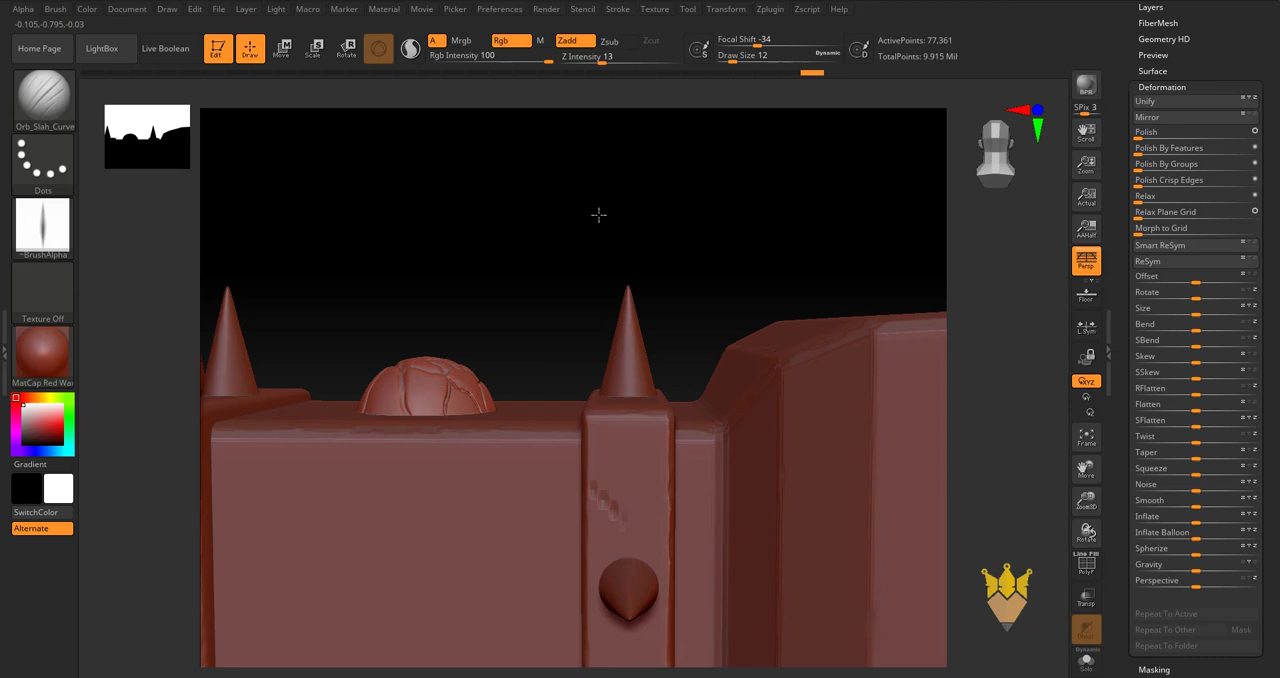 Alpha Brush Color Document Draw Edit File Layer Light Macro Marker Material Movie Picker Preferences Render Stencil Stroke Texture Tool Transform Zplugin Zscript Help
-0.105,-0.795,-0.03
Home Page
LightBox
Live Boolean
Edit
Draw
Move
Scale
Rotate
A
Mrgb
Rgb
M
Rgb Intensity 100
Zadd
Zsub
Zcut
Z Intensity 13
S
Focal Shift -34
Draw Size 12
Dynamic
D
ActivePoints: 77,361
TotalPoints: 9.915 Mil
Orb_Slah_Curve
Dots
~BrushAlpha
Texture Off
MatCap Red Wa
Gradient
SwitchColor
Alternate
BPR
SPix 3
Scroll
Zoom
Actual
AAHalf
Persp
Floor
L.Sym
XYZ
Frame
Move
Zoom3D
Rotate
Line Fill
PolyF
Transp
Dynamic
Solo
Layers
FiberMesh
Geometry HD
Preview
Surface
Deformation
Unify
Mirror
Polish
Polish By Features
Polish By Groups
Polish Crisp Edges
Relax
Relax Plane Grid
Morph to Grid
Smart ReSym
ReSym
Offset
Rotate
Size
Bend
SBend
Skew
SSkew
RFlatten
Flatten
SFlatten
Twist
Taper
Squeeze
Noise
Smooth
Inflate
Inflate Balloon
Spherize
Gravity
Perspective
Repeat To Active
Repeat To Other
Mask
Repeat To Folder
Masking